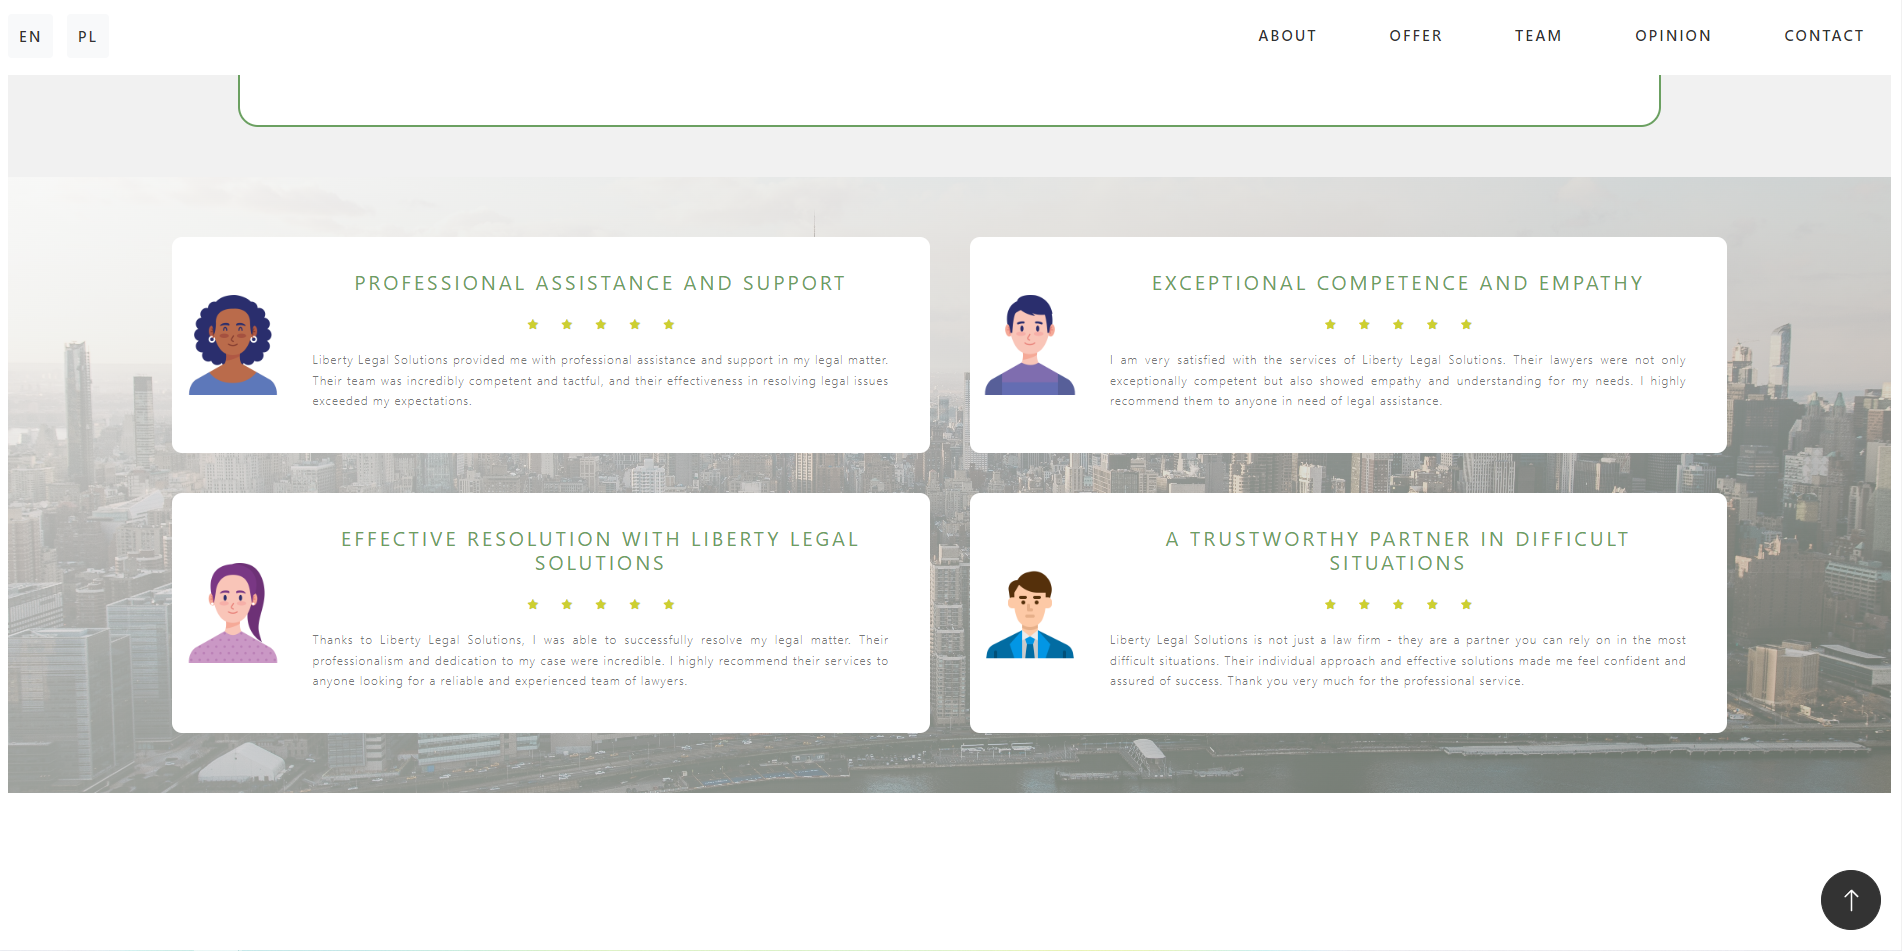 EN PL ABOUT OFFER TEAM OPINION CONTACT
PROFESSIONAL ASSISTANCE AND SUPPORT
Liberty Legal Solutions provided me with professional assistance and support in my legal matter.
Their team was incredibly competent and tactful, and their effectiveness in resolving legal issues
exceeded my expectations.
EXCEPTIONAL COMPETENCE AND EMPATHY
I am very satisfied with the services of Liberty Legal Solutions. Their lawyers were not only
exceptionally competent but also showed empathy and understanding for my needs. I highly
recommend them to anyone in need of legal assistance.
EFFECTIVE RESOLUTION WITH LIBERTY LEGAL
SOLUTIONS
Thanks to Liberty Legal Solutions, I was able to successfully resolve my legal matter. Their
professionalism and dedication to my case were incredible. I highly recommend their services to
anyone looking for a reliable and experienced team of lawyers.
A TRUSTWORTHY PARTNER IN DIFFICULT
SITUATIONS
Liberty Legal Solutions is not just a law firm - they are a partner you can rely on in the most
difficult situations. Their individual approach and effective solutions made me feel confident and
assured of success. Thank you very much for the professional service.